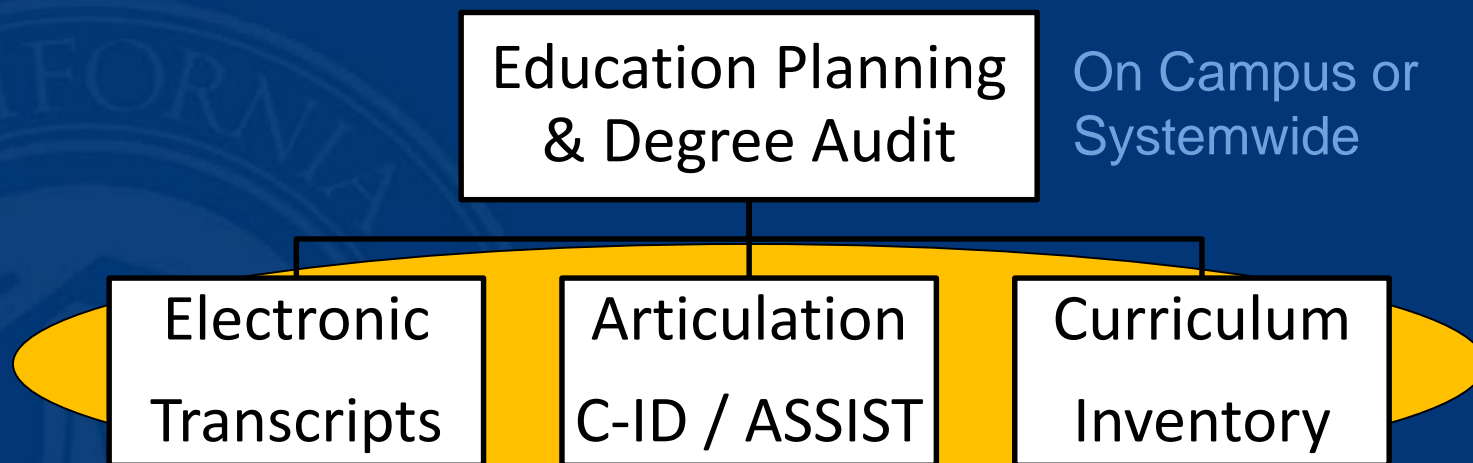 Education Planning
& Degree Audit
On Campus or
Systemwide
Electronic
Transcripts
Articulation
C-ID / ASSIST
Curriculum
Inventory